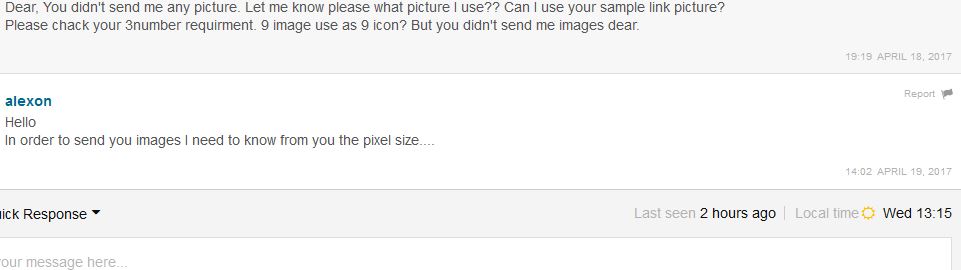 Dear, You didn't send me any picture. Let me know please what picture I use?? Can I use your sample link picture?
Please chack your 3number requirment. 9 image use as 9 icon? But you didn't send me images dear.
19:19 APRIL 18, 2017
alexon
Report
Hello
In order to send you images I need to know from you the pixel size....
14:02 APRIL 19, 2017
uick Response
Last seen 2 hours ago
Local time Wed 13:15
our message here...